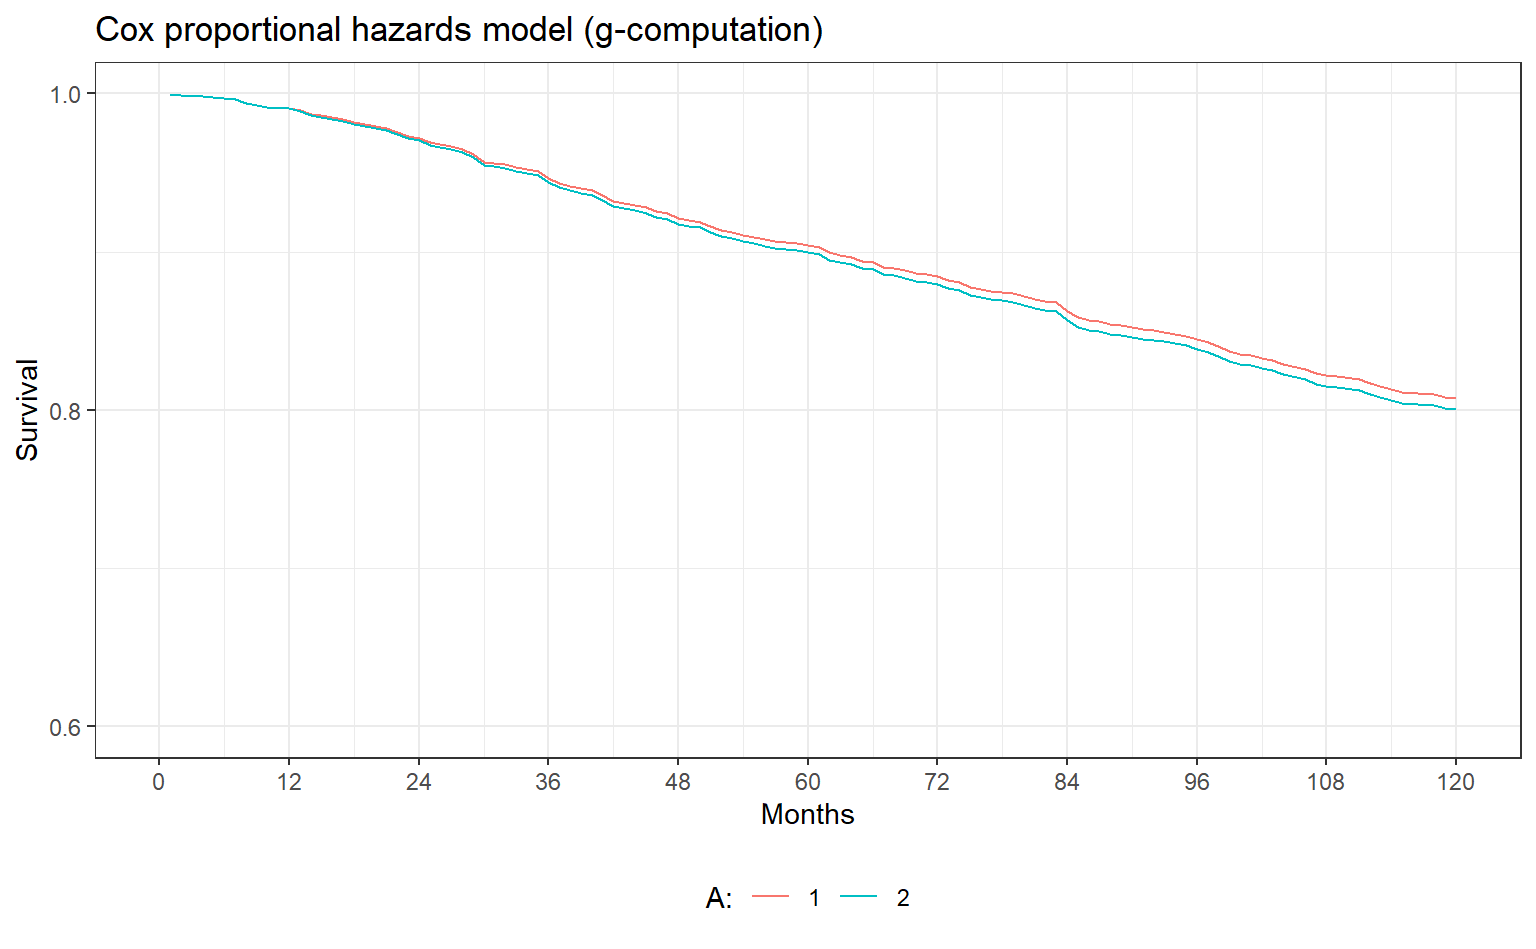 Cox proportional hazards model (g-computation)
1.0
0.8
0.6
Survival
0 12 24 36 48 60 72 84 96 108 120
Months
A: 1 2